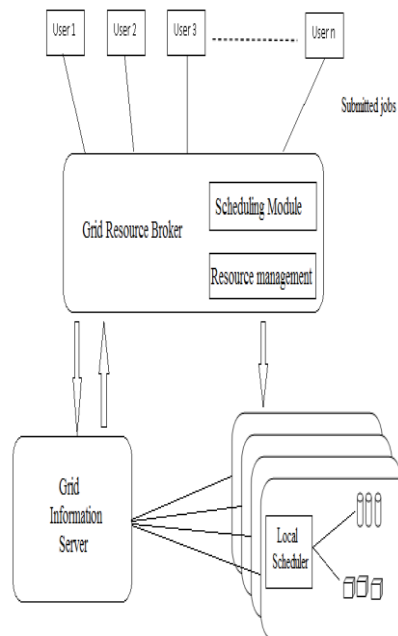 User 1
User 2
User 3
User n
Submitted jobs
Grid Resource Broker
Scheduling Module
Resource management
Grid
Information
Server
Local
Scheduler